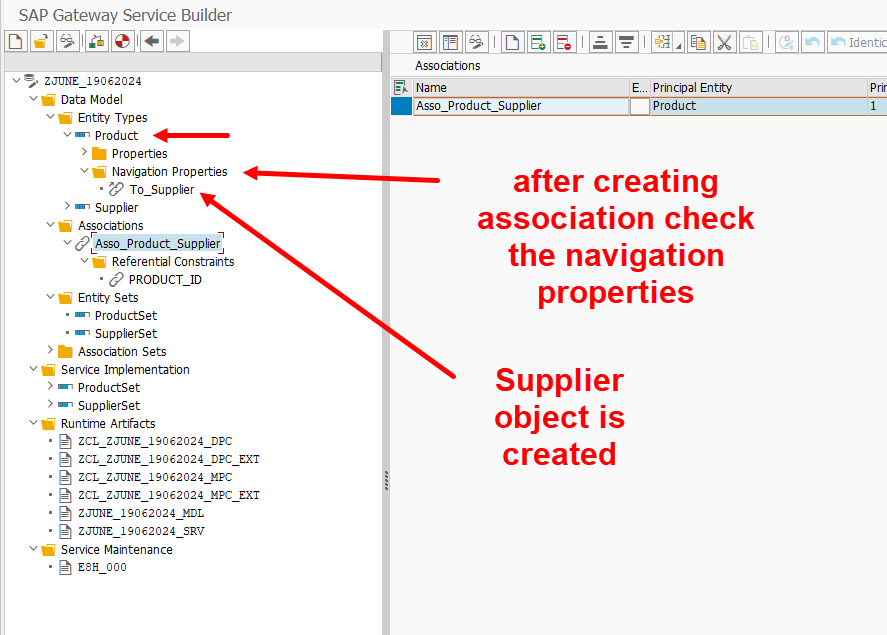 SAP Gateway Service Builder
Identic
Associations
ZJUNE_19062024
Data Model
Entity Types
Product
Properties
Navigation Properties
To_Supplier
Supplier
Associations
Asso_Product_Supplier
Referential Constraints
PRODUCT_ID
Entity Sets
ProductSet
SupplierSet
Association Sets
Service Implementation
ProductSet
SupplierSet
Runtime Artifacts
ZCL_ZJUNE_19062024_DPC
ZCL_ZJUNE_19062024_DPC_EXT
ZCL_ZJUNE_19062024_MPC
ZCL_ZJUNE_19062024_MPC_EXT
ZJUNE_19062024_MDL
ZJUNE_19062024_SRV
Service Maintenance
E8H_000
Name E... Principal Entity Prin
Asso_Product_Supplier Product 1
after creating
association check
the navigation
properties
Supplier
object is
created